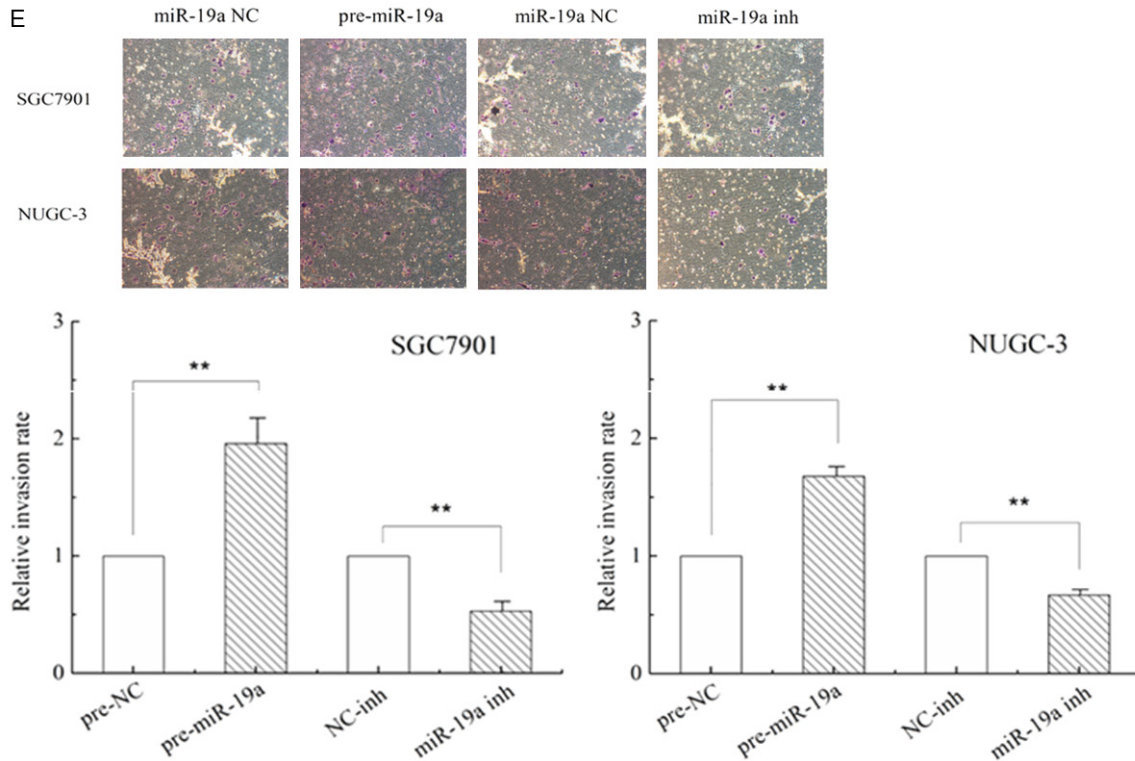 E
miR-19a NC pre-miR-19a miR-19a NC miR-19a inh
SGC7901
NUGC-3
SGC7901
Relative invasion rate
3
2
1
0
**
**
pre-NC pre-miR-19a NC-inh miR-19a inh
NUGC-3
Relative invasion rate
3
2
1
0
**
**
pre-NC pre-miR-19a NC-inh miR-19a inh